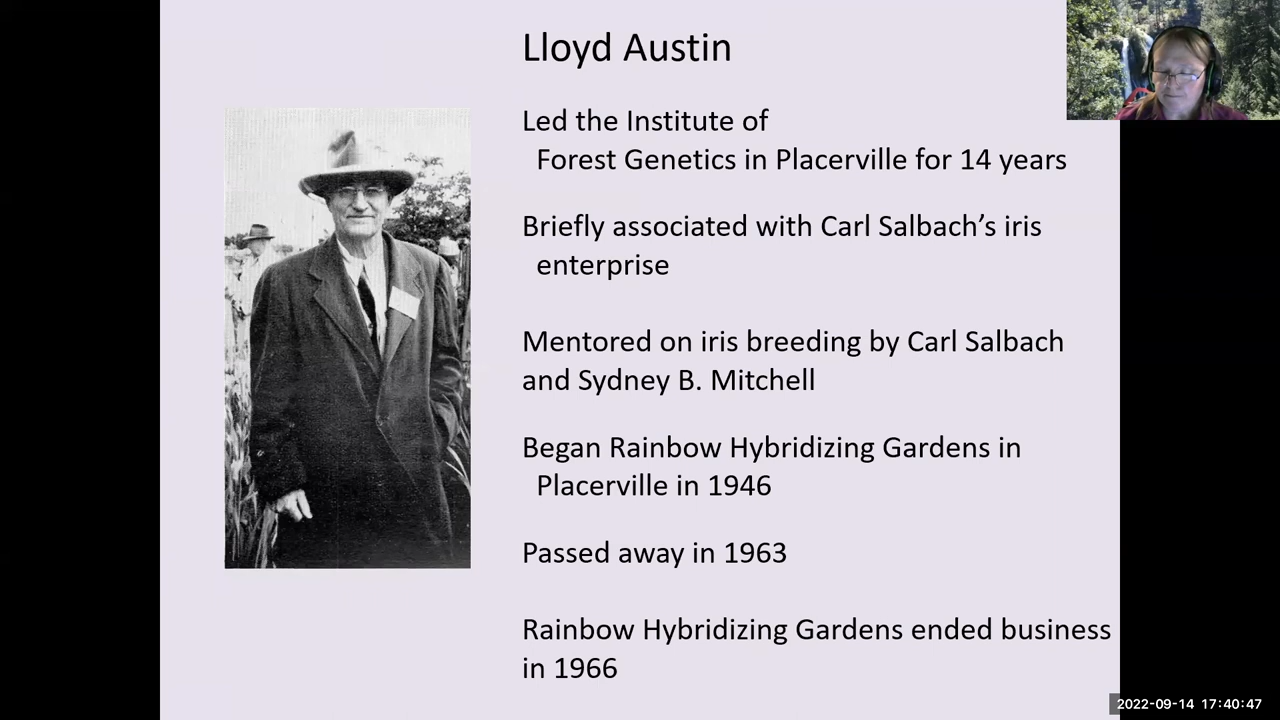 Lloyd Austin
Led the Institute of
Forest Genetics in Placerville for 14 years
Briefly associated with Carl Salbach’s iris
enterprise
Mentored on iris breeding by Carl Salbach
and Sydney B. Mitchell
Began Rainbow Hybridizing Gardens in
Placerville in 1946
Passed away in 1963
Rainbow Hybridizing Gardens ended business
in 1966
2022-09-14 17:40:47